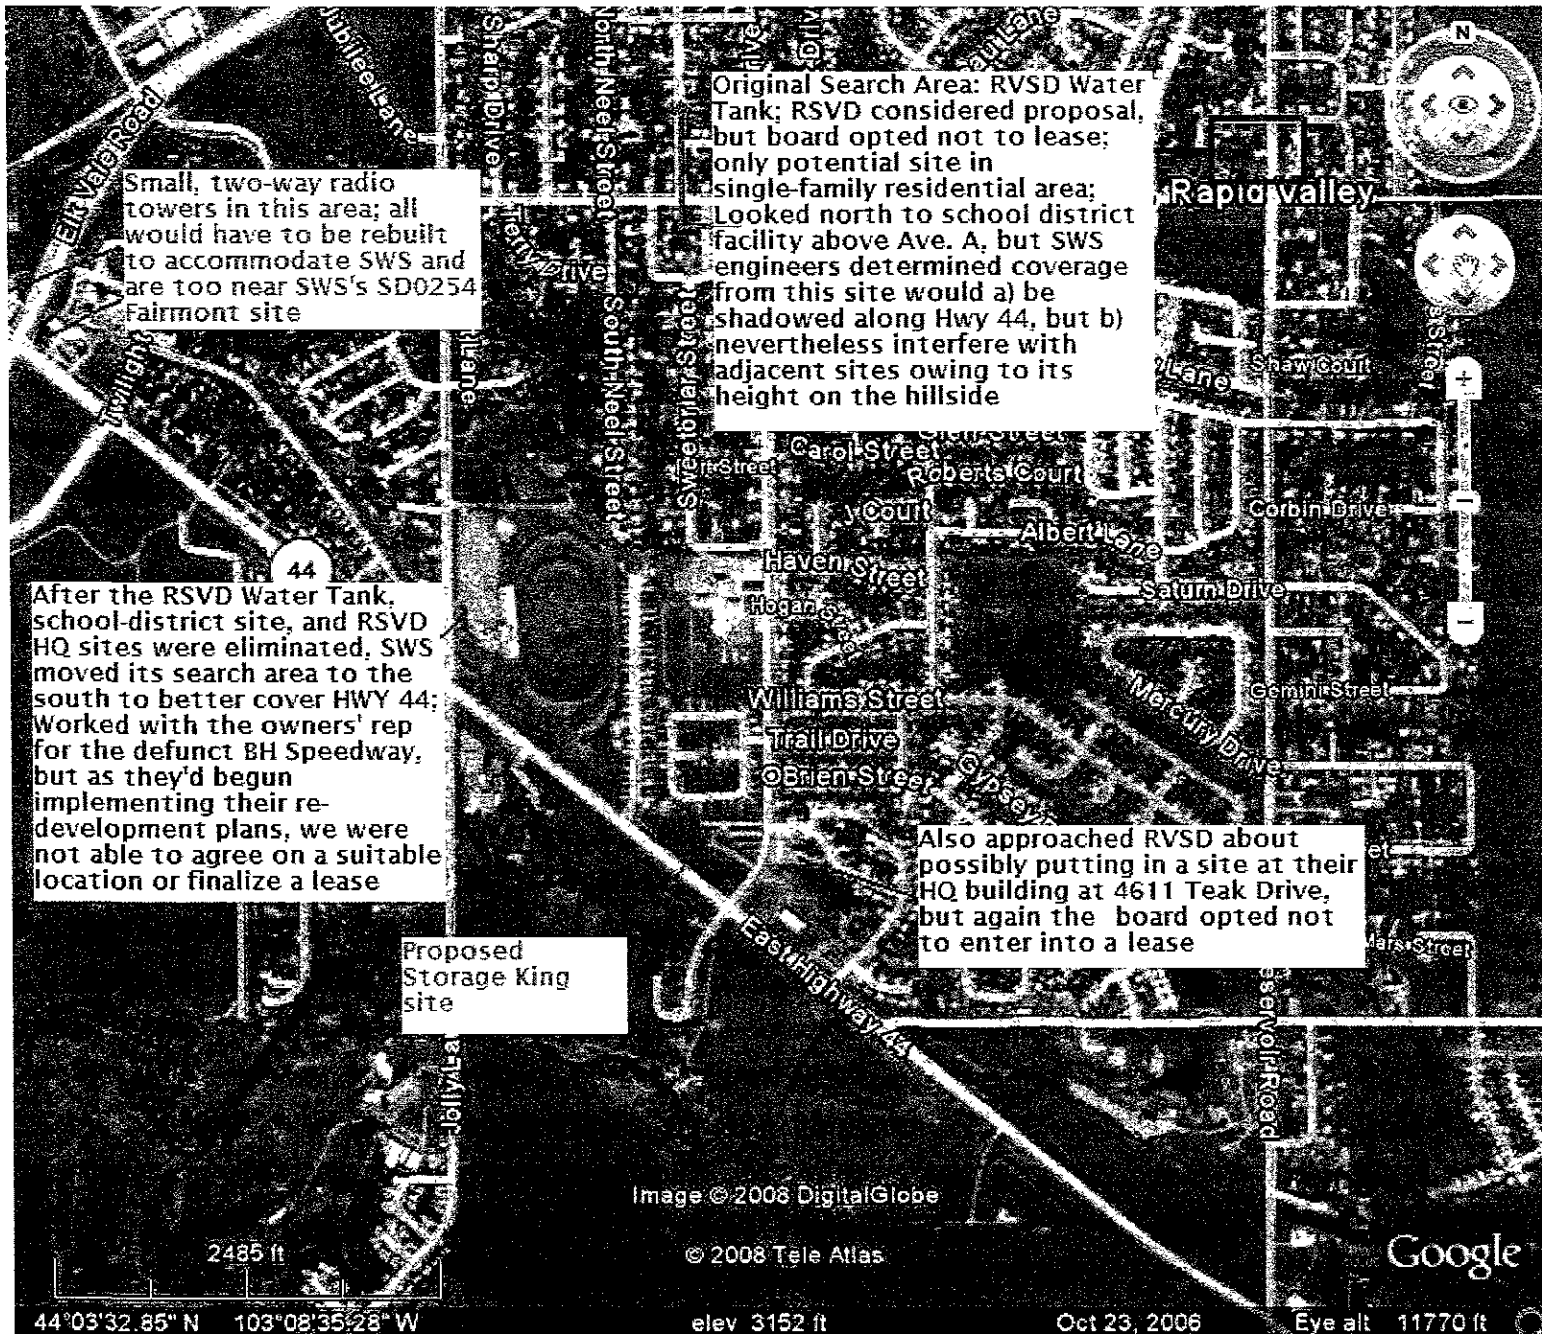 Jubilee Lane
Sharp Drive
North Neel Street
N
Original Search Area: RVSD Water
Tank; RSVD considered proposal,
but board opted not to lease;
only potential site in
single-family residential area;
Looked north to school district
facility above Ave. A, but SWS
engineers determined coverage
from this site would a) be
shadowed along Hwy 44, but b)
nevertheless interfere with
adjacent sites owing to its
height on the hillside
Elk Vale Road
Small, two-way radio
towers in this area; all
would have to be rebuilt
to accommodate SWS and
are too near SWS's SD0254
Fairmont site
Rapid Valley
Terry Drive
South Neel Street
Sweetbriar Street
Twilight
Lane
Lane
Shaw Court
Carol Street
Street
Roberts Court
y Court
Corbin Drive
Albert Lane
44
Haven Street
Hogan
Saturn Drive
After the RSVD Water Tank,
school-district site, and RSVD
HQ sites were eliminated, SWS
moved its search area to the
south to better cover HWY 44;
Worked with the owners' rep
for the defunct BH Speedway,
but as they'd begun
implementing their re-
development plans, we were
not able to agree on a suitable
location or finalize a lease
Williams Street
Mercury Drive
Gemini Street
Trail Drive
OBrien Street
Gypsey
Also approached RVSD about
possibly putting in a site at their
HQ building at 4611 Teak Drive,
but again the board opted not
to enter into a lease
Mars Street
Proposed
Storage King
site
East Highway 44
eservoir Road
Jolly La
Image © 2008 DigitalGlobe
© 2008 Tele Atlas
Google
2485 ft
44°03'32.85" N 103°08'35.28" W elev 3152 ft Oct 23, 2006 Eye alt 11770 ft